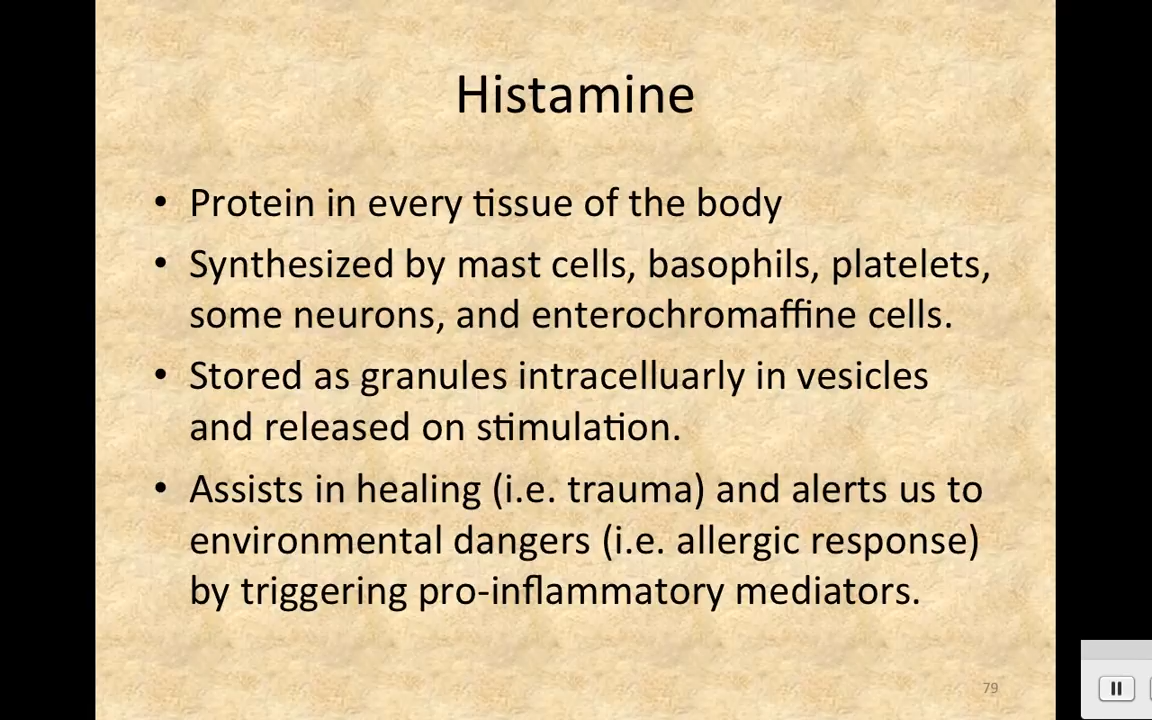 Histamine
• Protein in every tissue of the body
• Synthesized by mast cells, basophils, platelets,
some neurons, and enterochromaffine cells.
• Stored as granules intracelluarly in vesicles
and released on stimulation.
• Assists in healing (i.e. trauma) and alerts us to
environmental dangers (i.e. allergic response)
by triggering pro-inflammatory mediators.
79